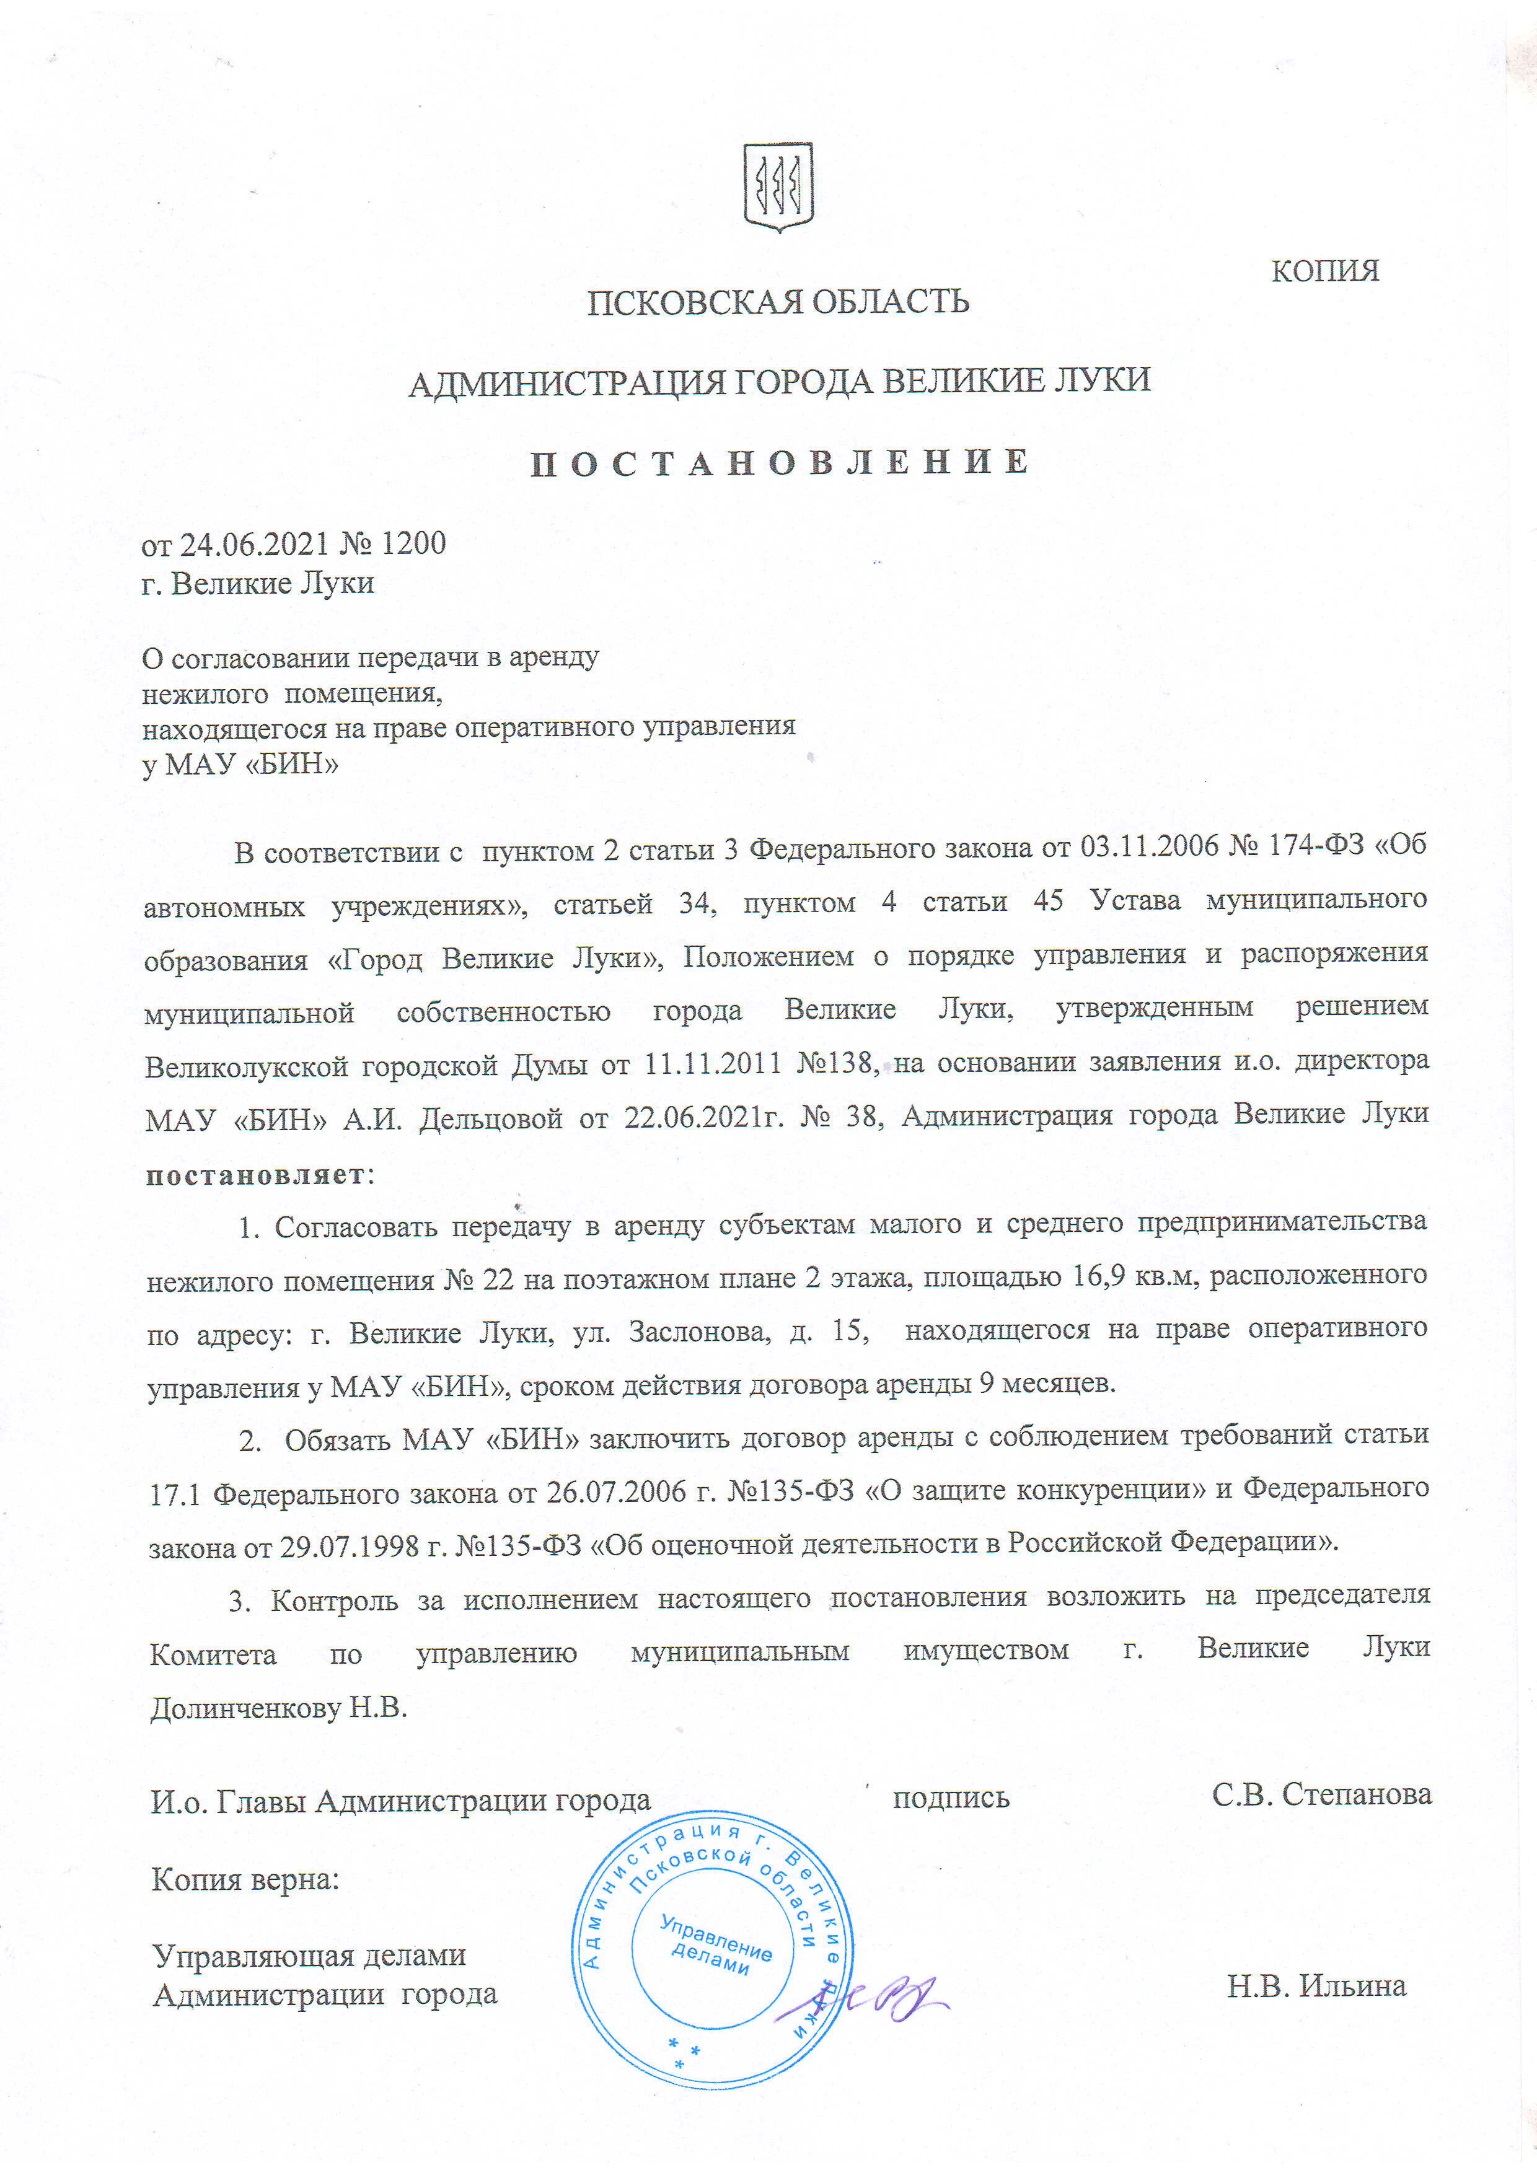 КОПИЯ
ПСКОВСКАЯ ОБЛАСТЬ
АДМИНИСТРАЦИЯ ГОРОДА ВЕЛИКИЕ ЛУКИ
П О С Т А Н О В Л Е Н И Е
от 24.06.2021 № 1200
г. Великие Луки
О согласовании передачи в аренду
нежилого помещения,
находящегося на праве оперативного управления
у МАУ «БИН»
В соответствии с пунктом 2 статьи 3 Федерального закона от 03.11.2006 № 174-ФЗ «Об
автономных учреждениях», статьей 34, пунктом 4 статьи 45 Устава муниципального
образования «Город Великие Луки», Положением о порядке управления и распоряжения
муниципальной собственностью города Великие Луки, утвержденным решением
Великолукской городской Думы от 11.11.2011 №138, на основании заявления и.о. директора
МАУ «БИН» А.И. Дельцовой от 22.06.2021г. № 38, Администрация города Великие Луки
постановляет:
1. Согласовать передачу в аренду субъектам малого и среднего предпринимательства
нежилого помещения № 22 на поэтажном плане 2 этажа, площадью 16,9 кв.м, расположенного
по адресу: г. Великие Луки, ул. Заслонова, д. 15, находящегося на праве оперативного
управления у МАУ «БИН», сроком действия договора аренды 9 месяцев.
2. Обязать МАУ «БИН» заключить договор аренды с соблюдением требований статьи
17.1 Федерального закона от 26.07.2006 г. №135-ФЗ «О защите конкуренции» и Федерального
закона от 29.07.1998 г. №135-ФЗ «Об оценочной деятельности в Российской Федерации».
3. Контроль за исполнением настоящего постановления возложить на председателя
Комитета по управлению муниципальным имуществом г. Великие Луки
Долинченкову Н.В.
И.о. Главы Администрации города подпись С.В. Степанова
Копия верна:
Управляющая делами
Администрации города Н.В. Ильина
Администрация г. Великие Луки
Псковской области
Управление
делами
* * *